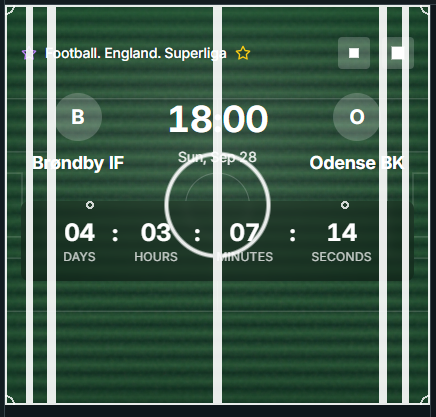 Football. England. Superliga
B
18:00
O
Sun, Sep 28
Brøndby IF
Odense BK
04 : 03 : 07 : 14
DAYS HOURS MINUTES SECONDS